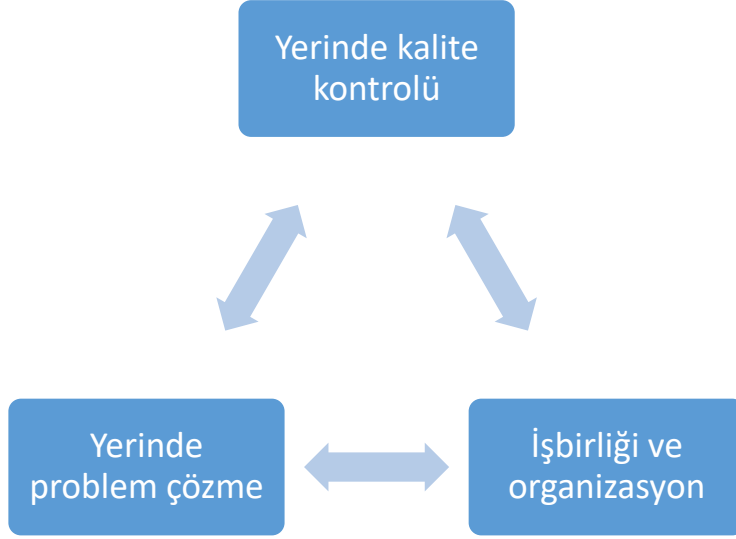 Yerinde kalite
kontrolü
Yerinde
problem çözme
İşbirliği ve
organizasyon